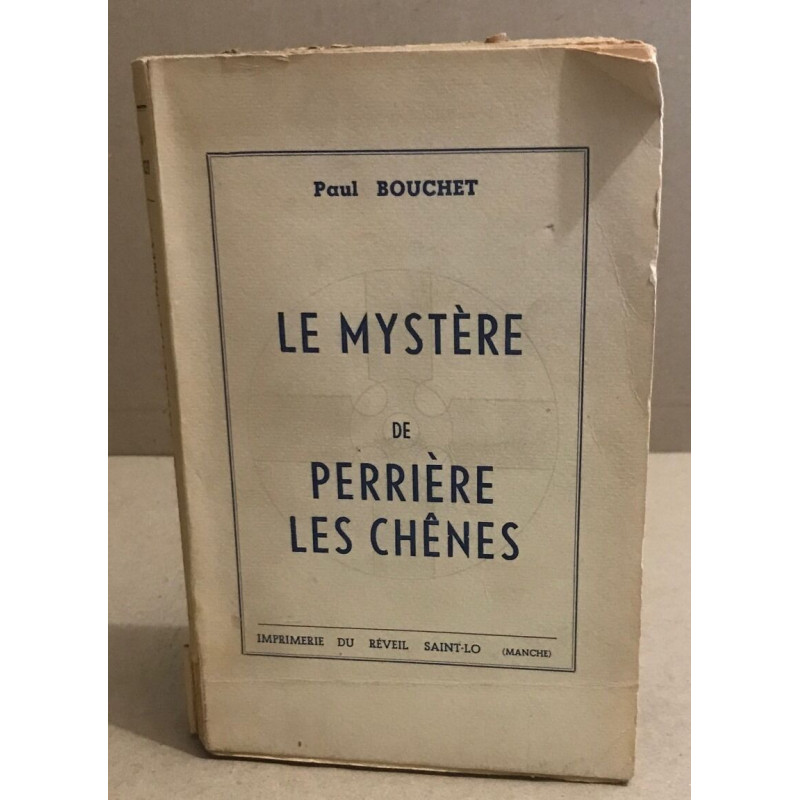 Paul BOUCHET
LE MYSTÈRE
DE
PERRIÈRE
LES CHÊNES
IMPRIMERIE DU RÉVEIL SAINT-LO (MANCHE)